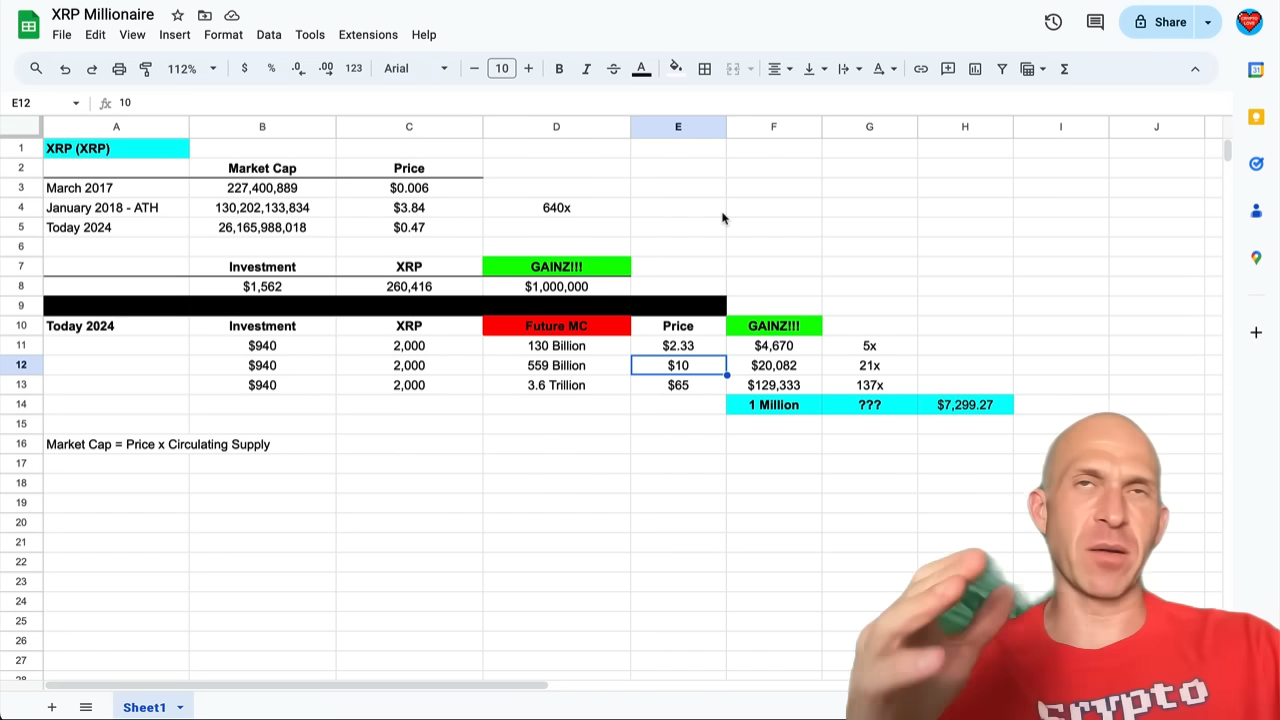 XRP Millionaire
File Edit View Insert Format Data Tools Extensions Help
Share
112% $ % .0 .00 123 Arial 10 B I A
E12 fx 10
A B C D E F G H I J
1 XRP (XRP)
2 Market Cap Price
3 March 2017 227,400,889 $0.006
4 January 2018 - ATH 130,202,133,834 $3.84 640x
5 Today 2024 26,165,988,018 $0.47
6
7 Investment XRP GAINZ!!!
8 $1,562 260,416 $1,000,000
9
10 Today 2024 Investment XRP Future MC Price GAINZ!!!
11 $940 2,000 130 Billion $2.33 $4,670 5x
12 $940 2,000 559 Billion $10 $20,082 21x
13 $940 2,000 3.6 Trillion $65 $129,333 137x
14 1 Million ??? $7,299.27
15
16 Market Cap = Price x Circulating Supply
17
18
19
20
21
22
23
24
25
26
27
Sheet1